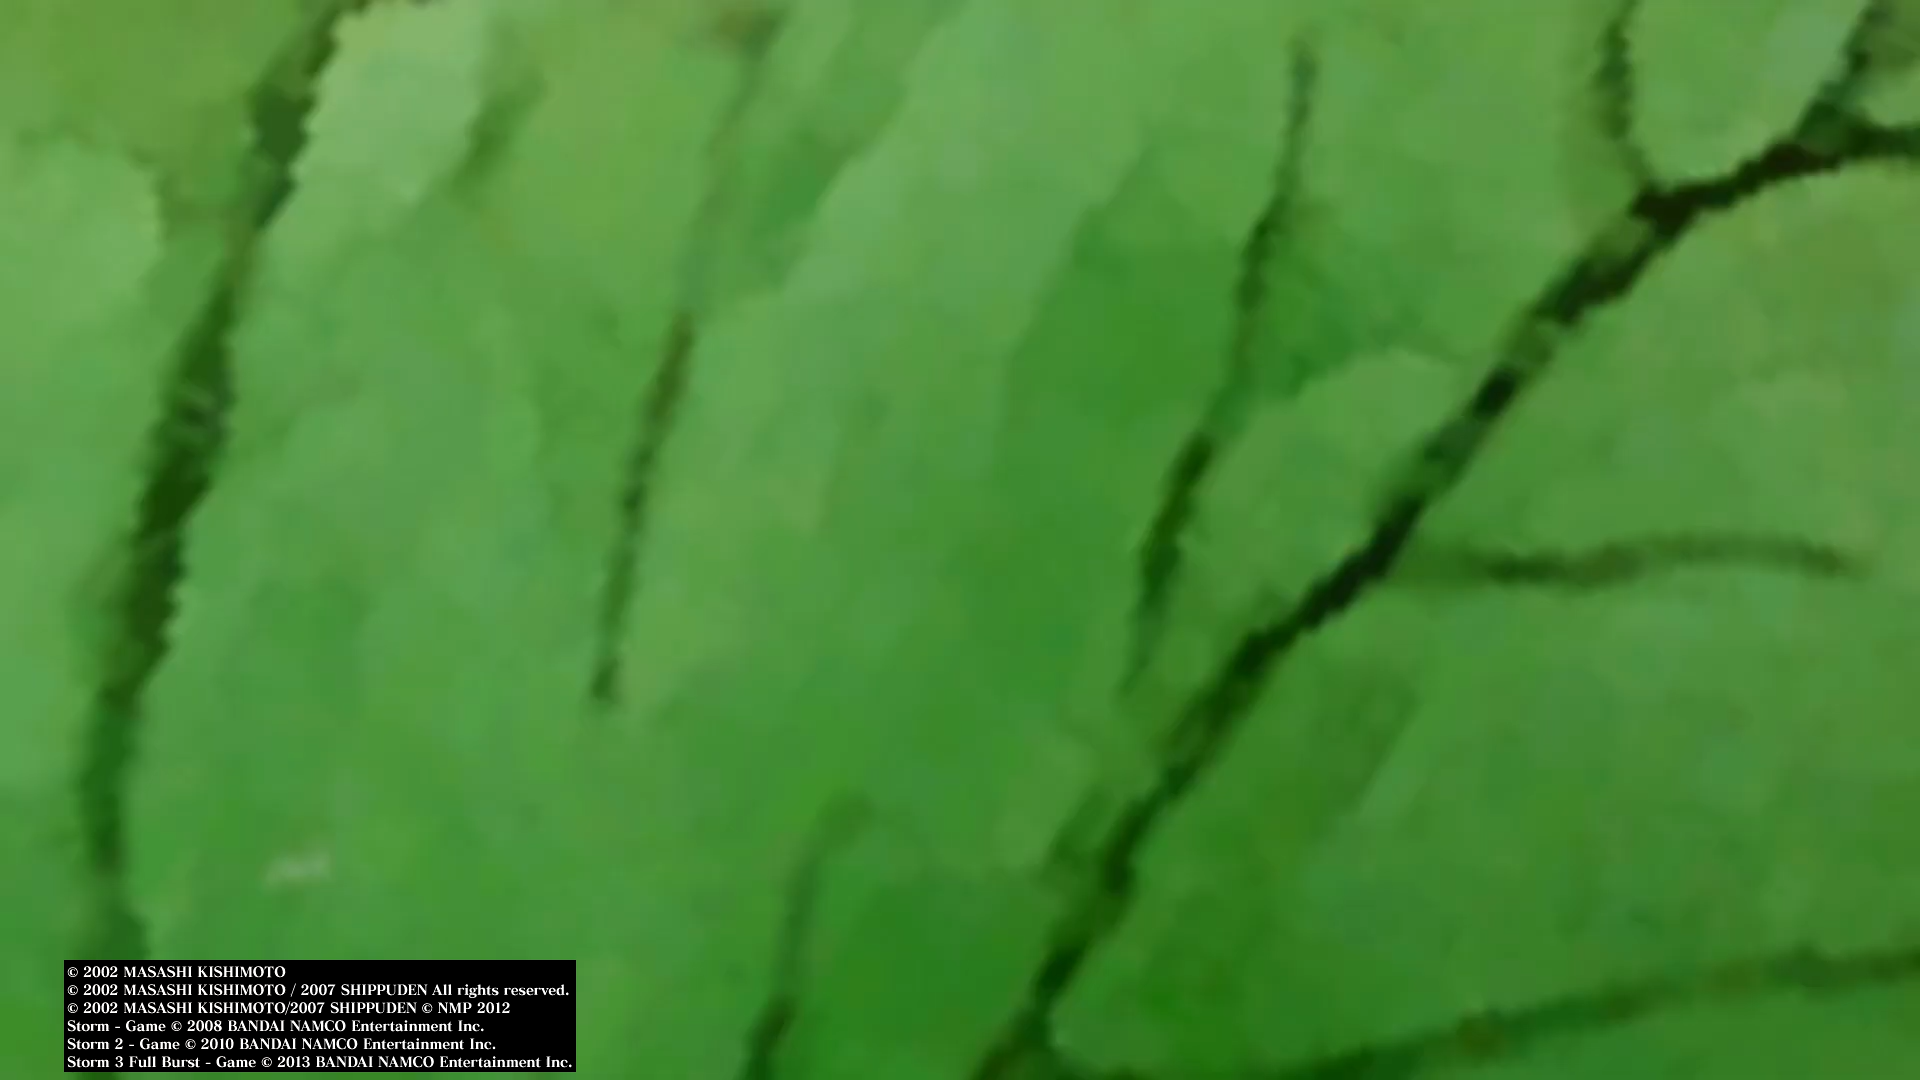 © 2002 MASASHI KISHIMOTO
© 2002 MASASHI KISHIMOTO / 2007 SHIPPUDEN All rights reserved.
© 2002 MASASHI KISHIMOTO/2007 SHIPPUDEN © NMP 2012
Storm - Game © 2008 BANDAI NAMCO Entertainment Inc.
Storm 2 - Game © 2010 BANDAI NAMCO Entertainment Inc.
Storm 3 Full Burst - Game © 2013 BANDAI NAMCO Entertainment Inc.